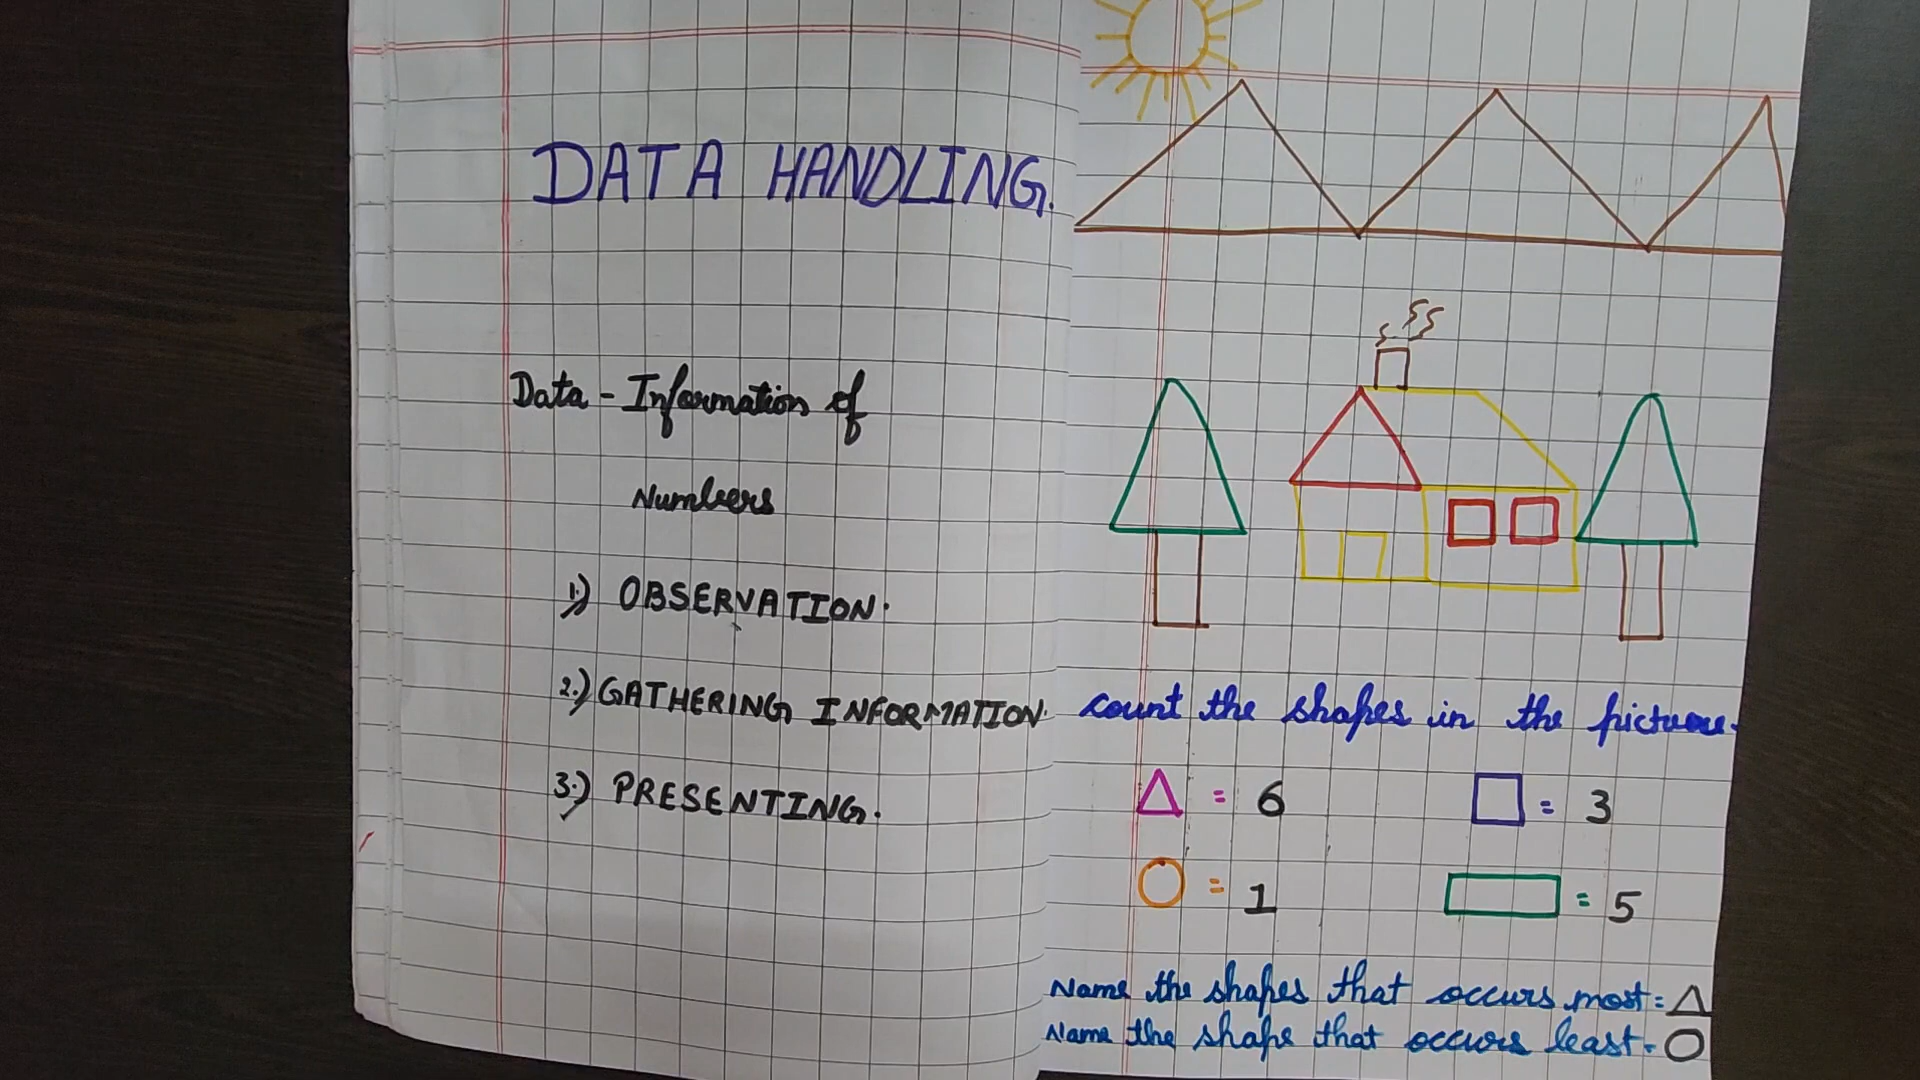 DATA HANDLING.
Data - Information of
Numbers
1.) OBSERVATION.
2.) GATHERING INFORMATION.
3.) PRESENTING.
count the shapes in the picture.
△ = 6 □ = 3
○ = 1 ▭ = 5
Name the shapes that occurs most = △
Name the shape that occurs least - ○